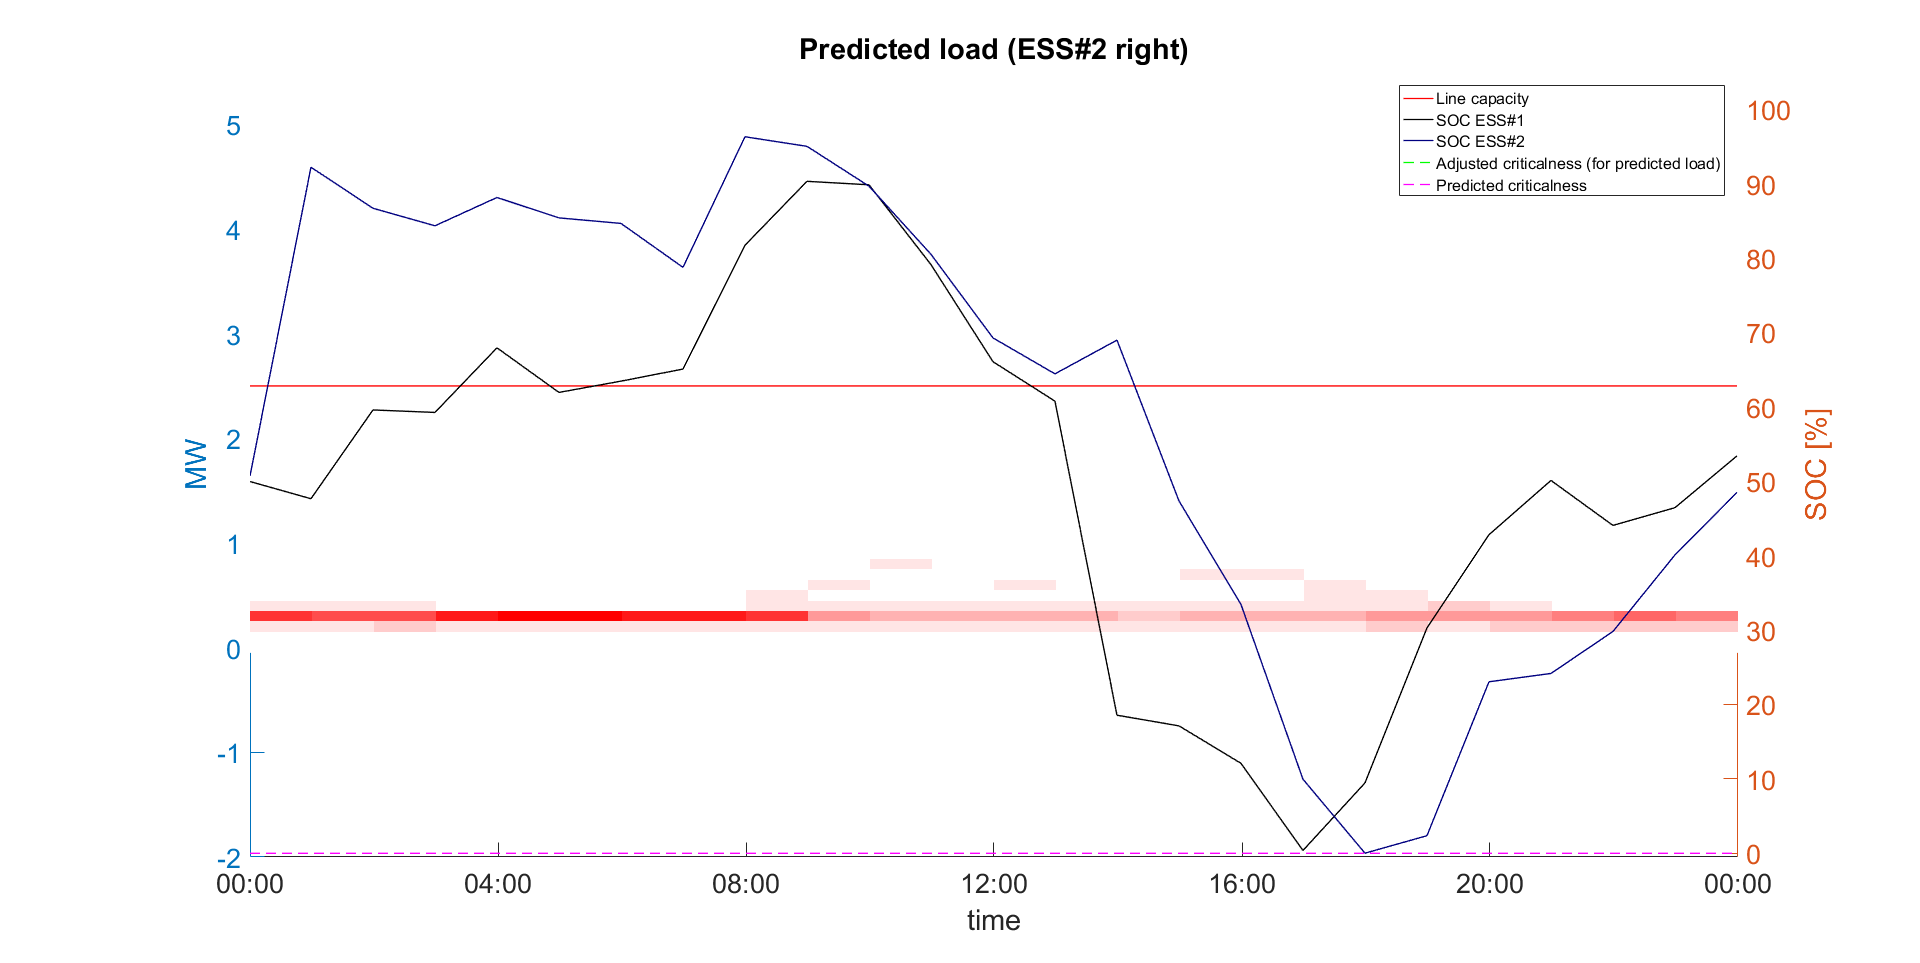 Predicted load (ESS#2 right)
Line capacity
SOC ESS#1
SOC ESS#2
Adjusted criticalness (for predicted load)
Predicted criticalness
MW
5
4
3
2
1
0
-1
-2
100
90
80
70
60
50
40
30
20
10
0
SOC [%]
00:00 04:00 08:00 12:00 16:00 20:00 00:00
time